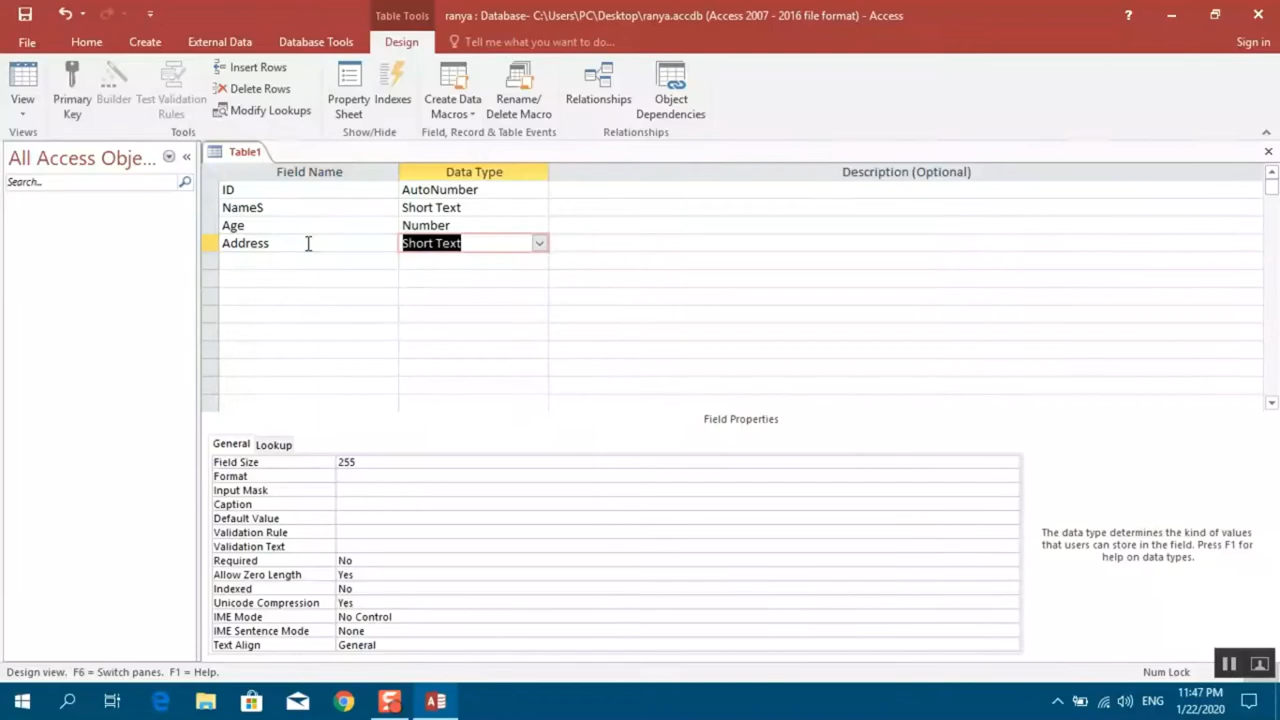 Table Tools
ranya : Database- C:\Users\PC\Desktop\ranya.accdb (Access 2007 - 2016 file format) - Access
?
File
Home
Create
External Data
Database Tools
Design
Tell me what you want to do...
Sign in
View
Primary Key
Builder
Test Validation Rules
Insert Rows
Delete Rows
Modify Lookups
Property Sheet
Indexes
Create Data Macros
Rename/ Delete Macro
Relationships
Object Dependencies
Views
Tools
Show/Hide
Field, Record & Table Events
Relationships
All Access Obje...
Search...
Table1
Field Name Data Type Description (Optional)
ID AutoNumber
NameS Short Text
Age Number
Address Short Text
Field Properties
General Lookup
Field Size 255
Format
Input Mask
Caption
Default Value
Validation Rule
Validation Text
Required No
Allow Zero Length Yes
Indexed No
Unicode Compression Yes
IME Mode No Control
IME Sentence Mode None
Text Align General
The data type determines the kind of values
that users can store in the field. Press F1 for
help on data types.
Design view. F6 = Switch panes. F1 = Help.
Num Lock
ENG
11:47 PM
1/22/2020